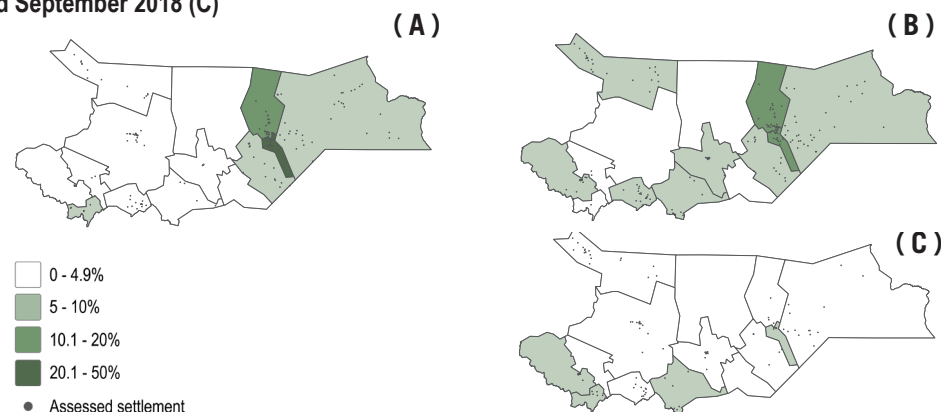 September 2018 (C)
( A )
( B )
( C )
0 - 4.9%
5 - 10%
10.1 - 20%
20.1 - 50%
Assessed settlement